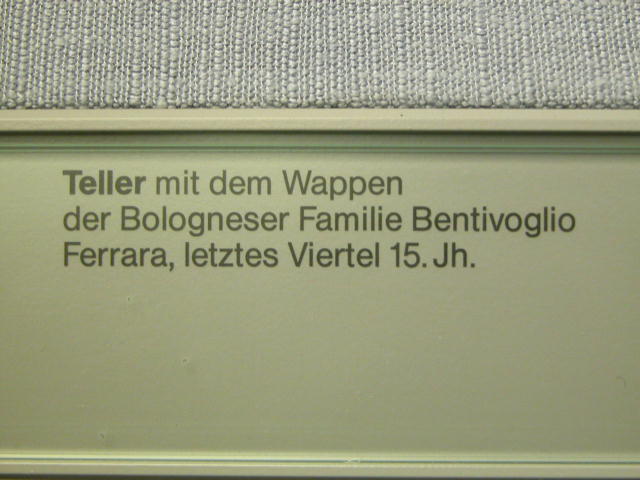 Teller mit dem Wappen
der Bologneser Familie Bentivoglio
Ferrara, letztes Viertel 15. Jh.